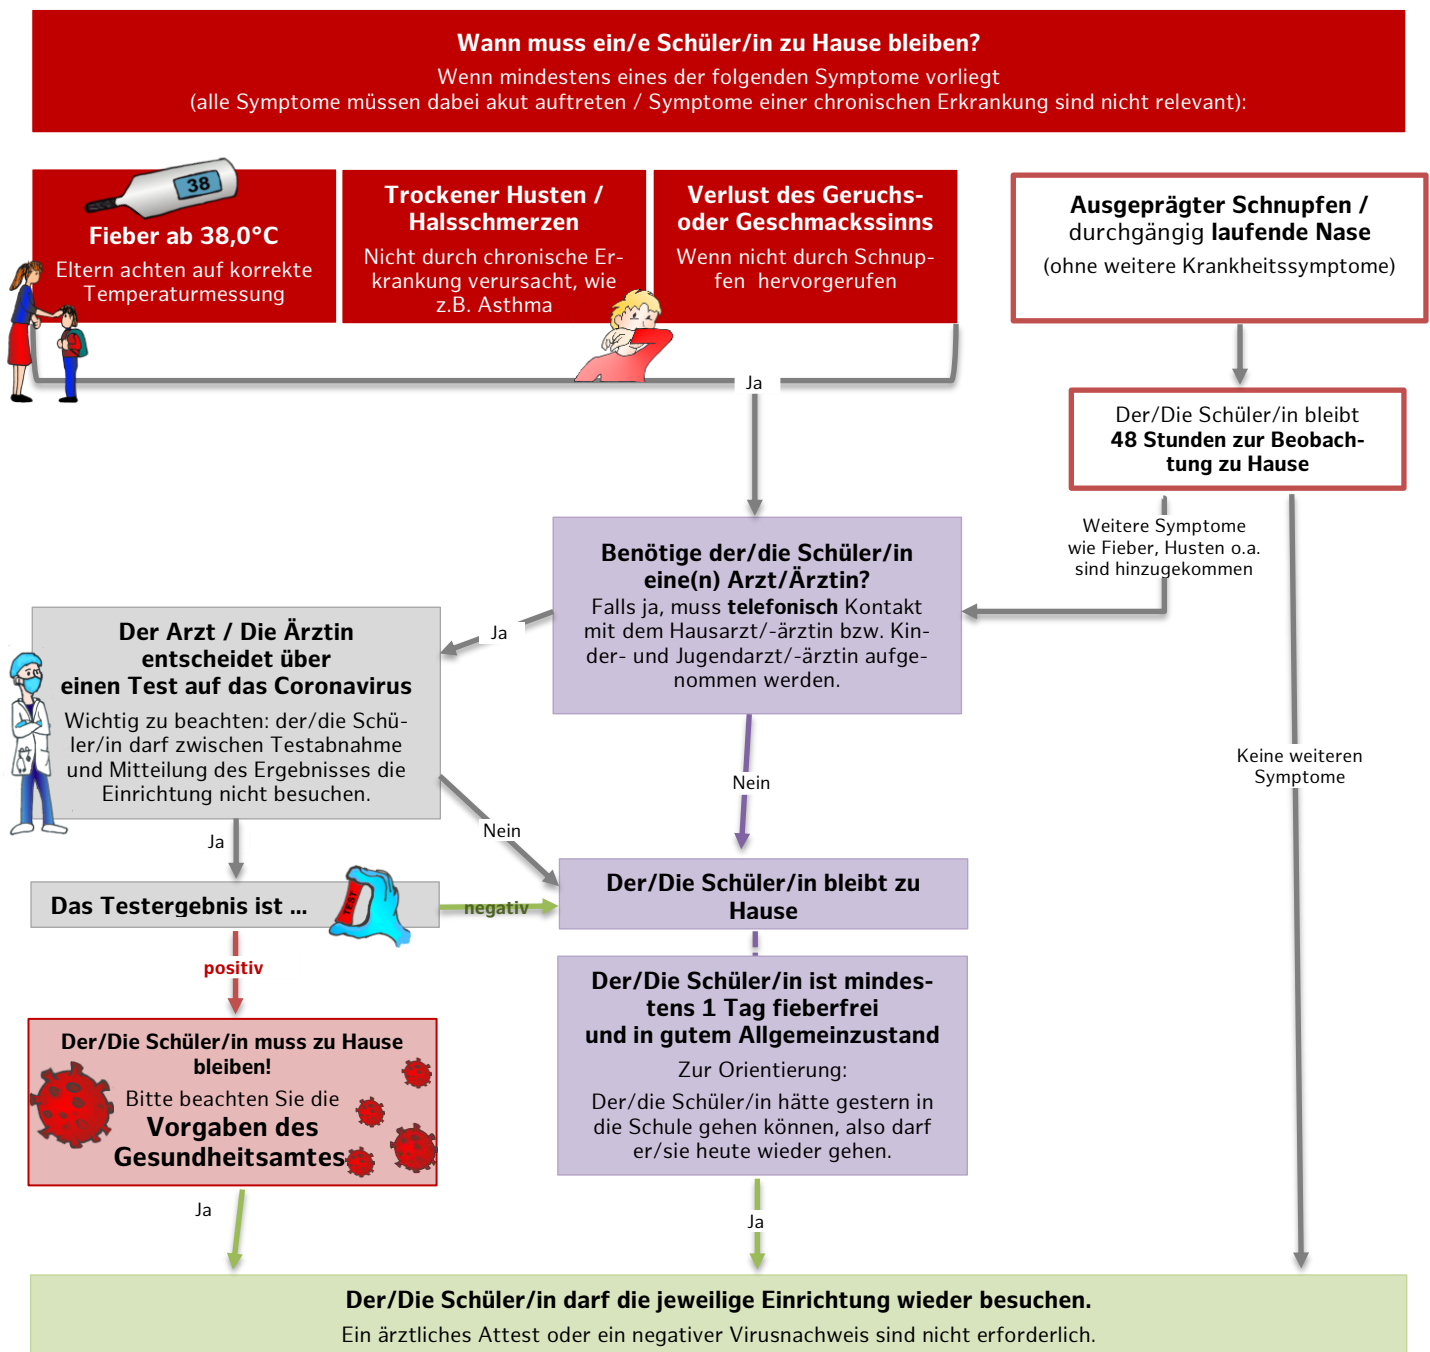 Wann muss ein/e Schüler/in zu Hause bleiben?
Wenn mindestens eines der folgenden Symptome vorliegt
(alle Symptome müssen dabei akut auftreten / Symptome einer chronischen Erkrankung sind nicht relevant):
38
Fieber ab 38,0°C
Eltern achten auf korrekte
Temperaturmessung
Trockener Husten /
Halsschmerzen
Nicht durch chronische Er-
krankung verursacht, wie
z.B. Asthma
Verlust des Geruchs-
oder Geschmackssinns
Wenn nicht durch Schnup-
fen hervorgerufen
Ausgeprägter Schnupfen /
durchgängig laufende Nase
(ohne weitere Krankheitssymptome)
Ja
Der/Die Schüler/in bleibt
48 Stunden zur Beobach-
tung zu Hause
Weitere Symptome
wie Fieber, Husten o.a.
sind hinzugekommen
Benötige der/die Schüler/in
eine(n) Arzt/Ärztin?
Falls ja, muss telefonisch Kontakt
mit dem Hausarzt/-ärztin bzw. Kin-
der- und Jugendarzt/-ärztin aufge-
nommen werden.
Ja
Der Arzt / Die Ärztin
entscheidet über
einen Test auf das Coronavirus
Wichtig zu beachten: der/die Schü-
ler/in darf zwischen Testabnahme
und Mitteilung des Ergebnisses die
Einrichtung nicht besuchen.
Nein
Keine weiteren
Symptome
Ja
Nein
Das Testergebnis ist ...
TEST
negativ
Der/Die Schüler/in bleibt zu
Hause
positiv
Der/Die Schüler/in ist mindes-
tens 1 Tag fieberfrei
und in gutem Allgemeinzustand
Zur Orientierung:
Der/die Schüler/in hätte gestern in
die Schule gehen können, also darf
er/sie heute wieder gehen.
Der/Die Schüler/in muss zu Hause
bleiben!
Bitte beachten Sie die
Vorgaben des
Gesundheitsamtes
Ja
Ja
Der/Die Schüler/in darf die jeweilige Einrichtung wieder besuchen.
Ein ärztliches Attest oder ein negativer Virusnachweis sind nicht erforderlich.